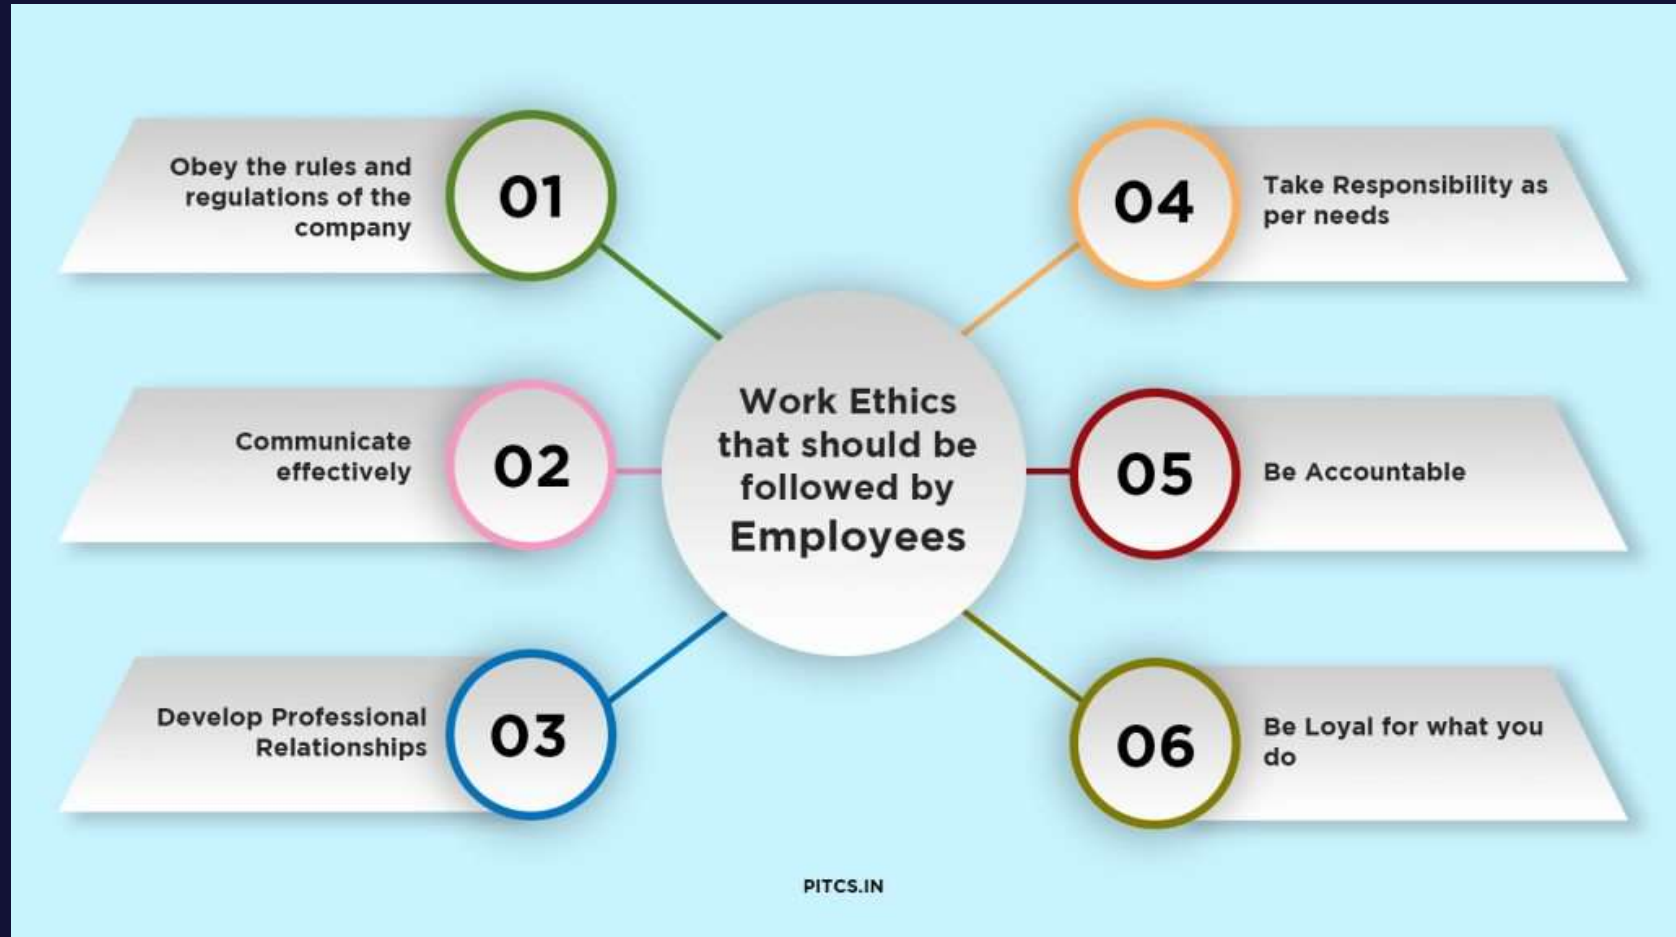 01
Obey the rules and
regulations of the
company
02
Communicate
effectively
03
Develop Professional
Relationships
Work Ethics
that should be
followed by
Employees
04
Take Responsibility as
per needs
05
Be Accountable
06
Be Loyal for what you
do
PITCS.IN